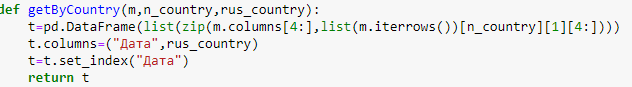 def getByCountry(m,n_country,rus_country):
    t=pd.DataFrame(list(zip(m.columns[4:],list(m.iterrows())[n_country][1][4:])))
    t.columns=("Дата",rus_country)
    t=t.set_index("Дата")
    return t